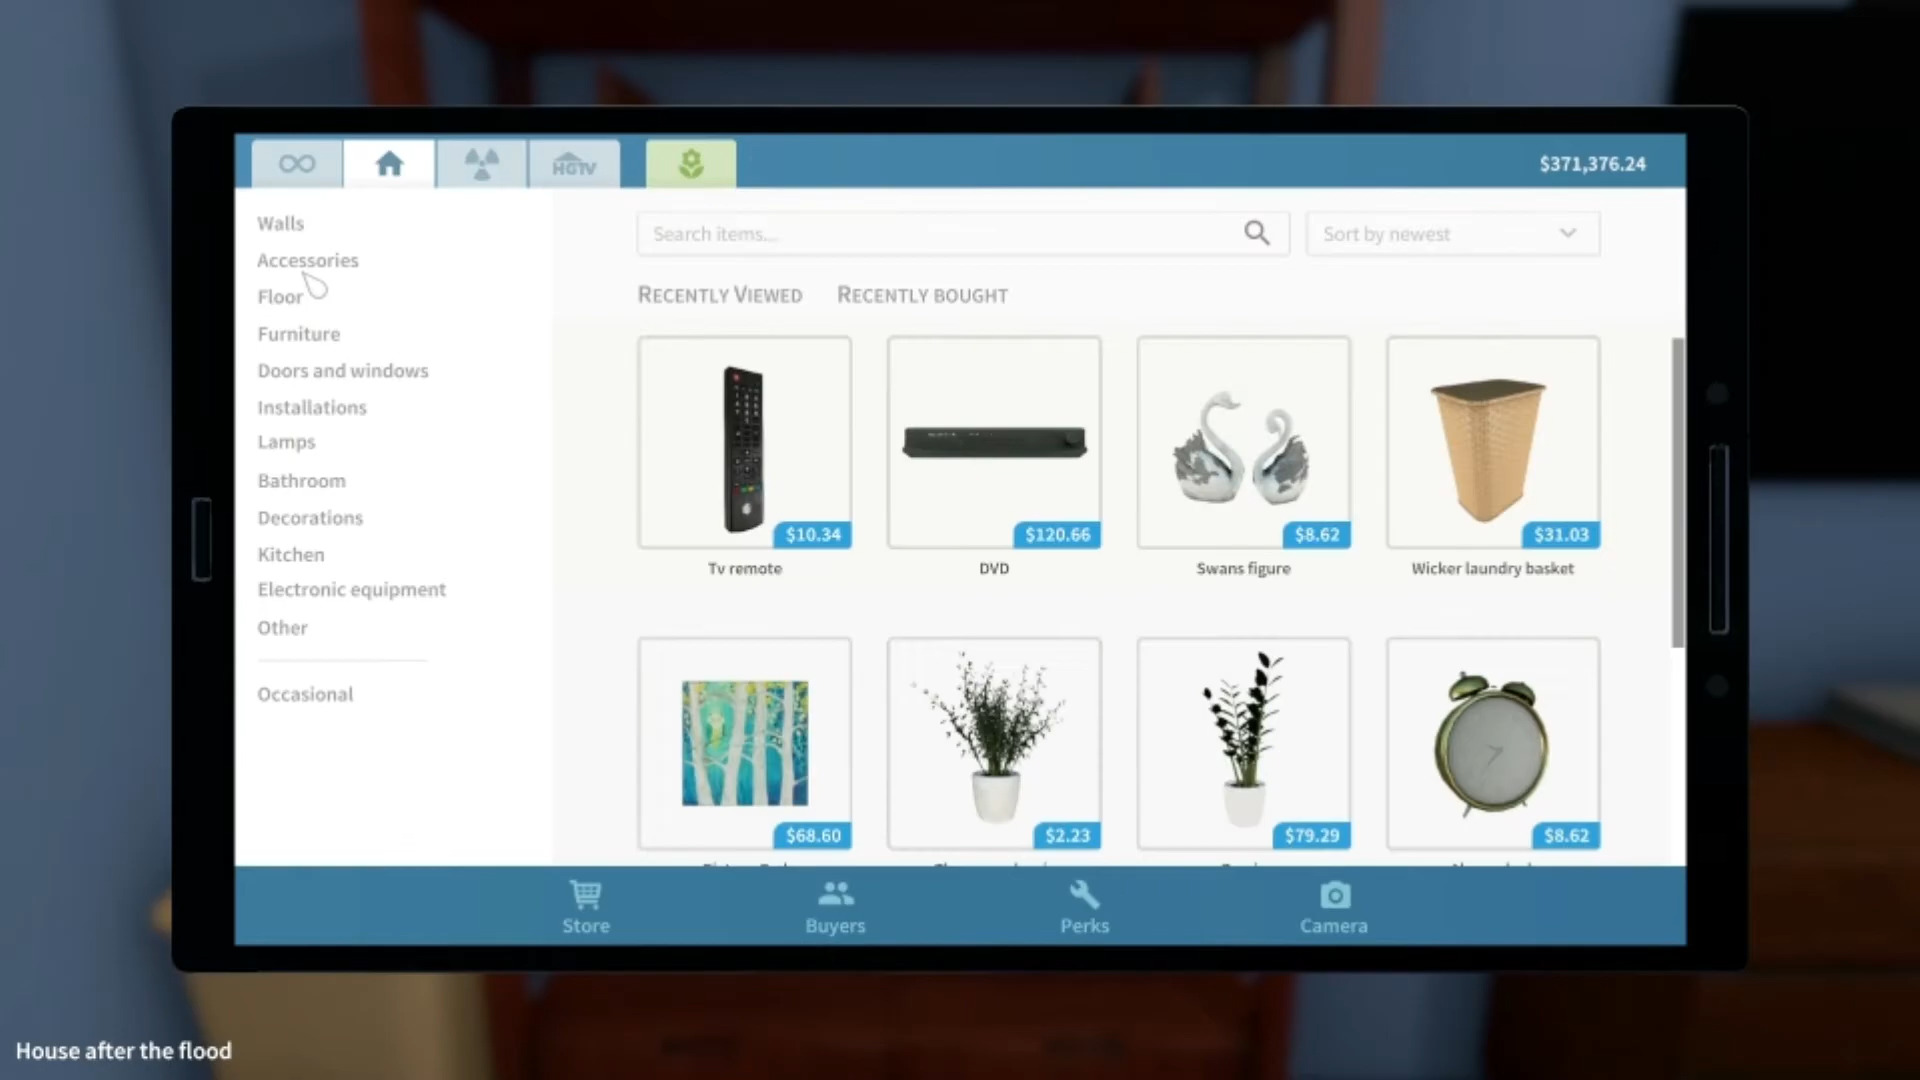 HGTV
$371,376.24
Walls
Accessories
Floor
Furniture
Doors and windows
Installations
Lamps
Bathroom
Decorations
Kitchen
Electronic equipment
Other
Occasional
Search items...
Sort by newest
RECENTLY VIEWED
RECENTLY BOUGHT
$10.34
$120.66
$8.62
$31.03
Tv remote
DVD
Swans figure
Wicker laundry basket
$68.60
$2.23
$79.29
$8.62
Store
Buyers
Perks
Camera
House after the flood